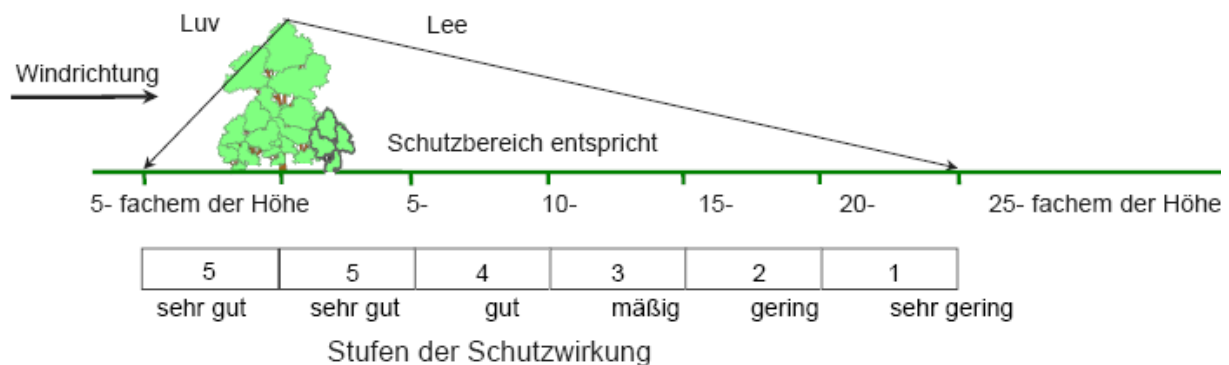 Luv Lee
Windrichtung
Schutzbereich entspricht
5- fachem der Höhe 5- 10- 15- 20- 25- fachem der Höhe
5 5 4 3 2 1
sehr gut sehr gut gut mäßig gering sehr gering
Stufen der Schutzwirkung